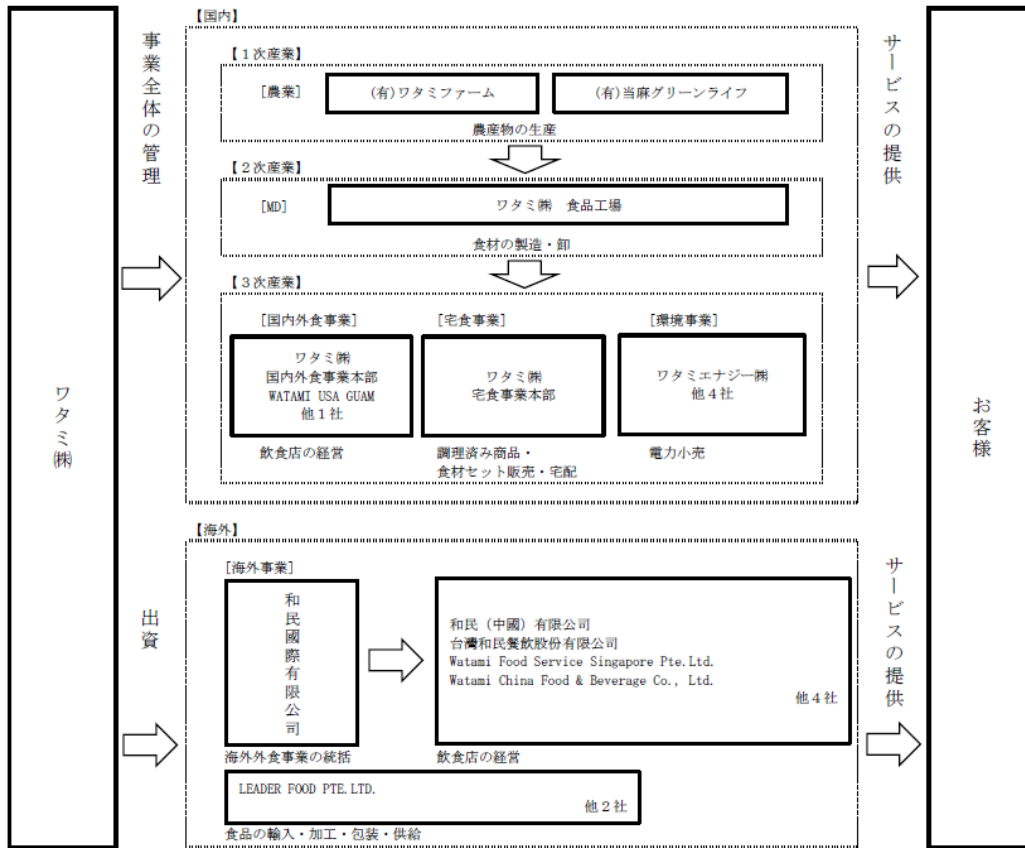 ワタミ㈱
事業全体の管理
【国内】
【1次産業】
[農業]
(有)ワタミファーム
(有)当麻グリーンライフ
農産物の生産
【2次産業】
[MD]
ワタミ㈱ 食品工場
食材の製造・卸
【3次産業】
[国内外食事業]
ワタミ㈱
国内外食事業本部
WATAMI USA GUAM
他1社
飲食店の経営
[宅食事業]
ワタミ㈱
宅食事業本部
調理済み商品・
食材セット販売・宅配
[環境事業]
ワタミエナジー㈱
他4社
電力小売
サービスの提供
お客様
出資
【海外】
[海外事業]
和民國際有限公司
海外外食事業の統括
和民（中國）有限公司
台灣和民餐飲股份有限公司
Watami Food Service Singapore Pte.Ltd.
Watami China Food & Beverage Co., Ltd.
他4社
飲食店の経営
LEADER FOOD PTE.LTD.
他2社
食品の輸入・加工・包装・供給
サービスの提供